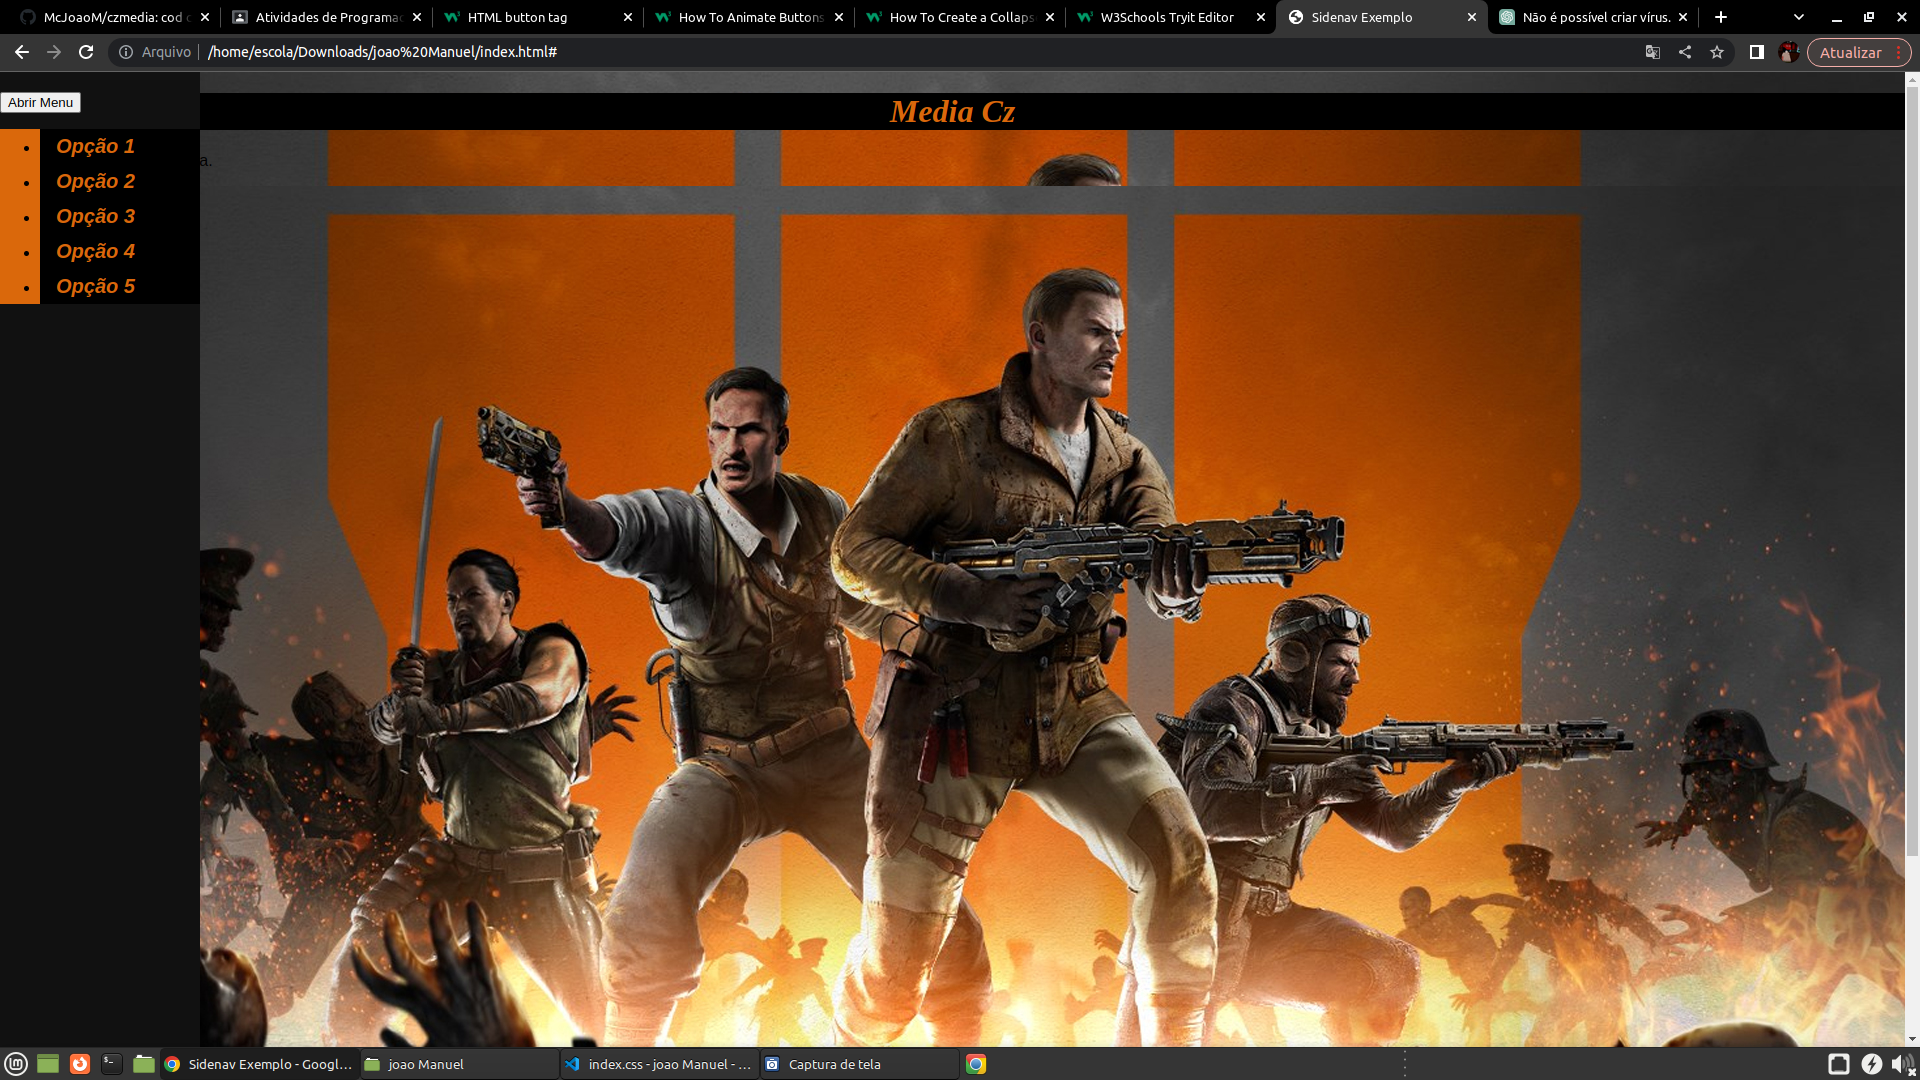 McJoaoM/czmedia: cod c
Atividades de Programac
HTML button tag
How To Animate Buttons
How To Create a Collaps
W3Schools Tryit Editor
Sidenav Exemplo
Não é possível criar vírus.
Arquivo
/home/escola/Downloads/joao%20Manuel/index.html#
Atualizar
Abrir Menu
Media Cz
a.
Opção 1
Opção 2
Opção 3
Opção 4
Opção 5
Sidenav Exemplo - Googl...
joao Manuel
index.css - joao Manuel - ...
Captura de tela